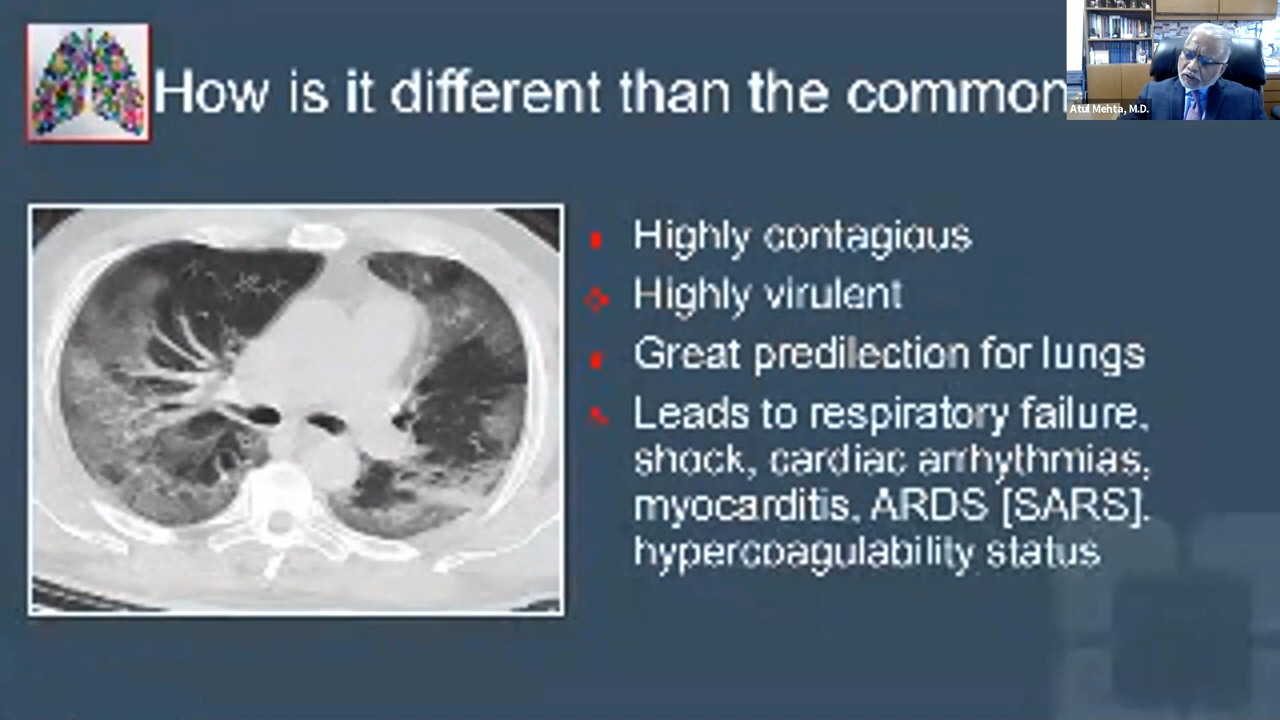 How is it different than the common
Atul Mehta, M.D.
Highly contagious
Highly virulent
Great predilection for lungs
Leads to respiratory failure,
shock, cardiac arrhythmias,
myocarditis, ARDS [SARS],
hypercoagulability status